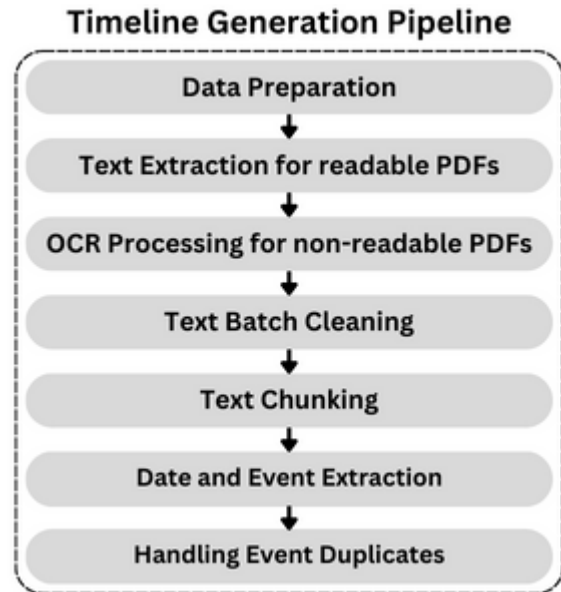 Timeline Generation Pipeline
Data Preparation
Text Extraction for readable PDFs
OCR Processing for non-readable PDFs
Text Batch Cleaning
Text Chunking
Date and Event Extraction
Handling Event Duplicates